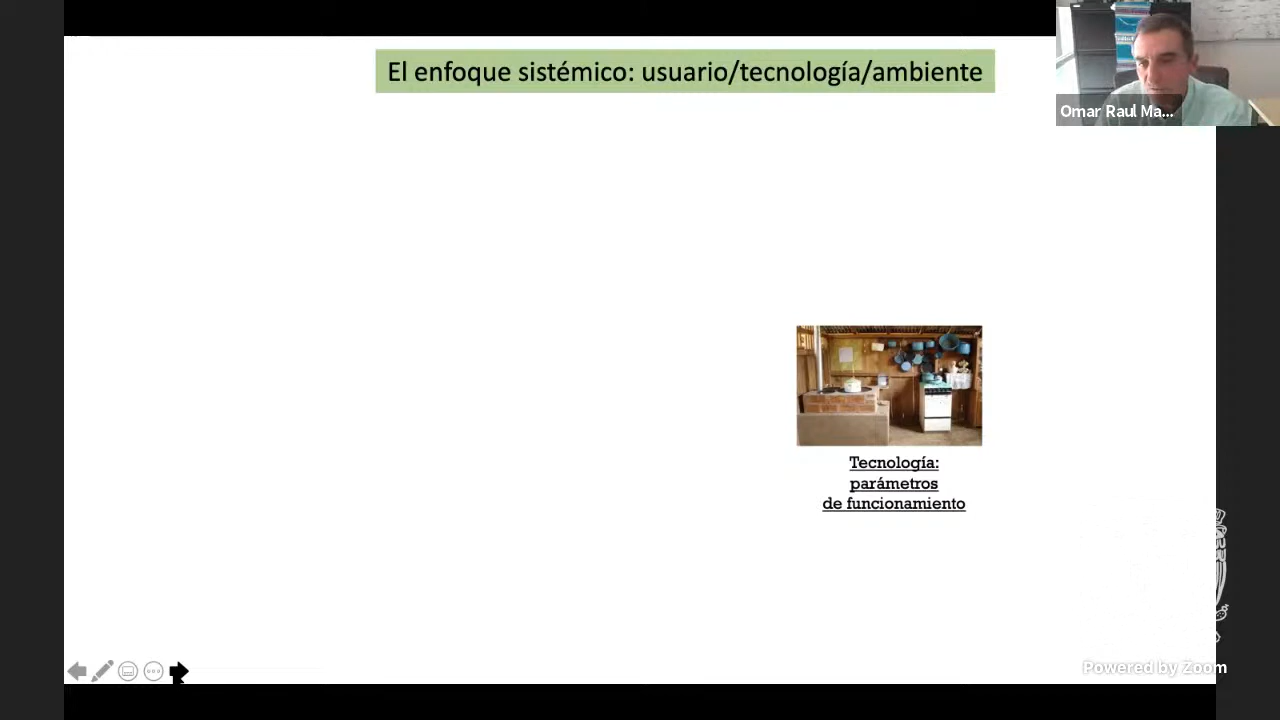 El enfoque sistémico: usuario/tecnología/ambiente
Omar Raul Ma...
Tecnología:
parámetros
de funcionamiento
Powered by Zoom